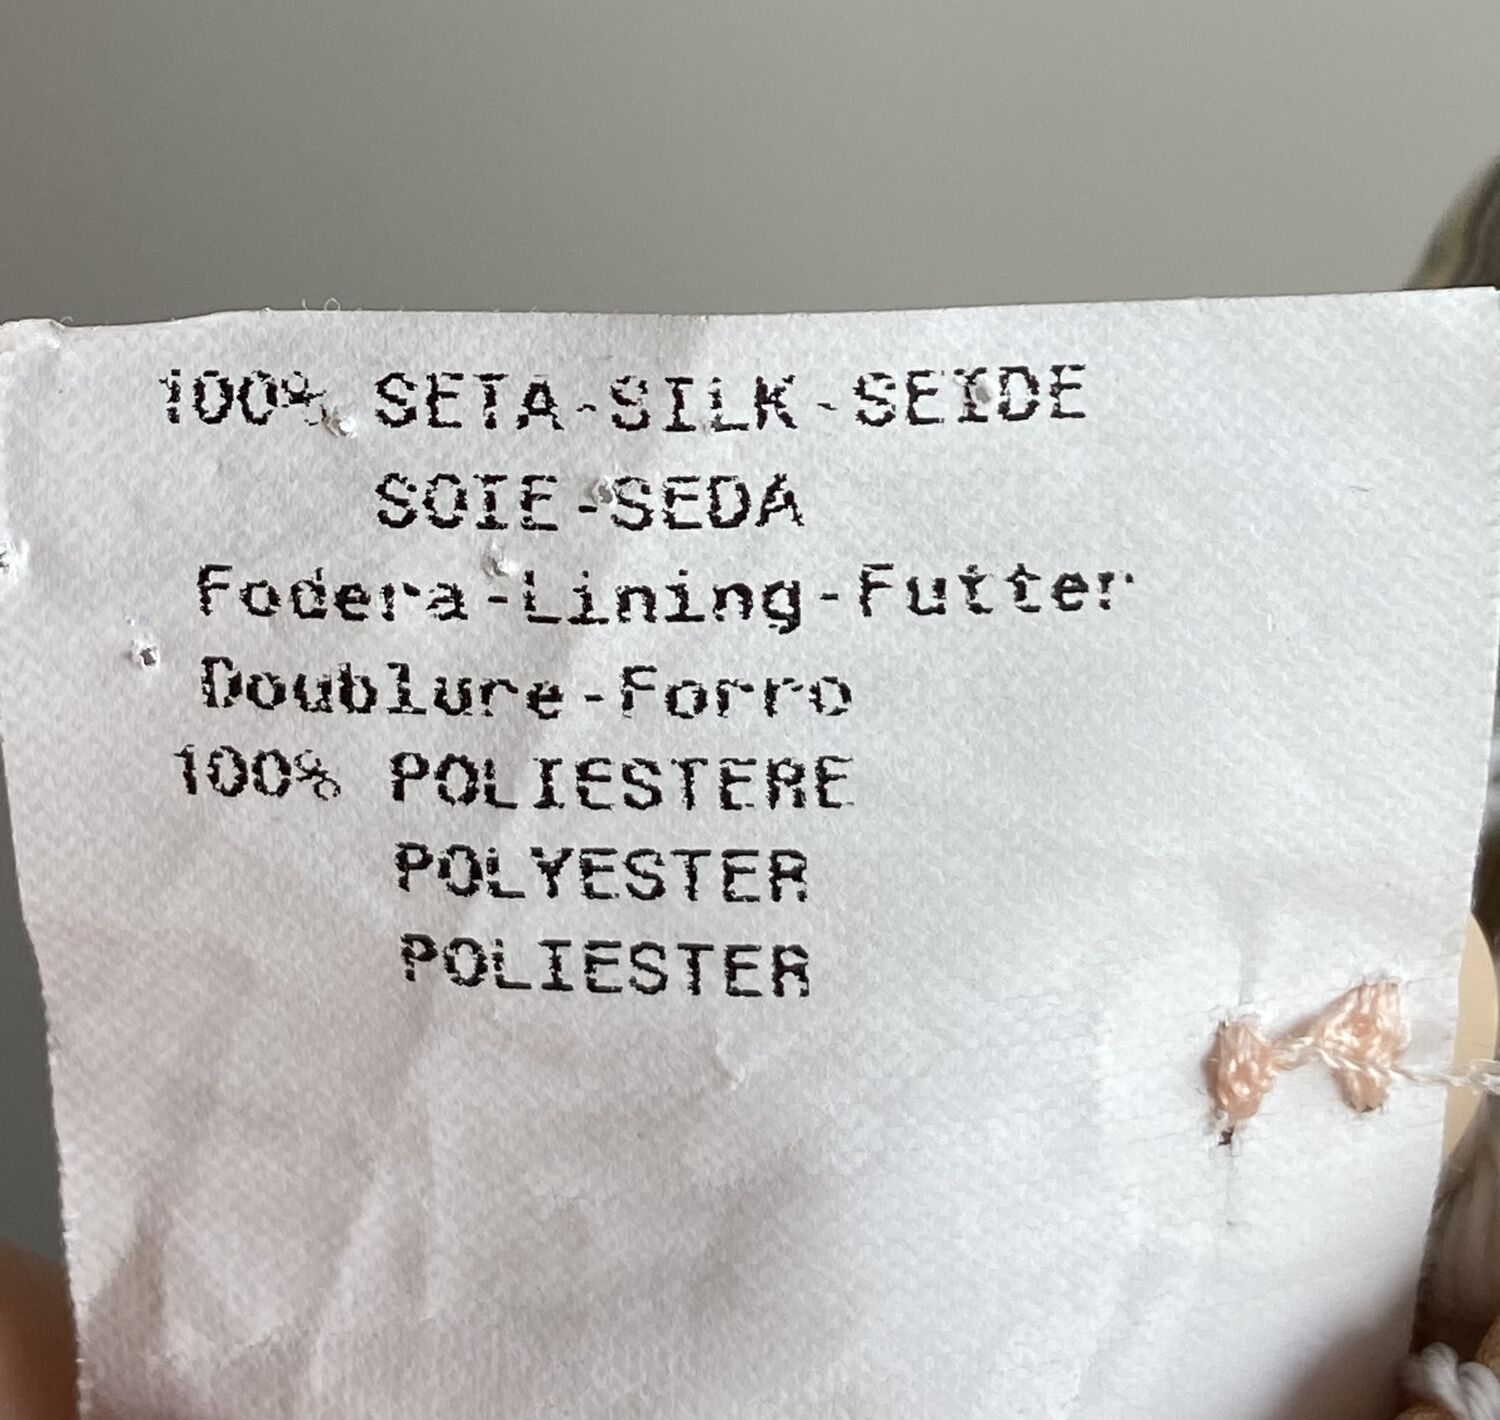 100% SETA-SILK-SEIDE
SOIE-SEDA
Fodera-Lining-Futter
Doublure-Forro
100% POLIESTERE
POLYESTER
POLIESTER